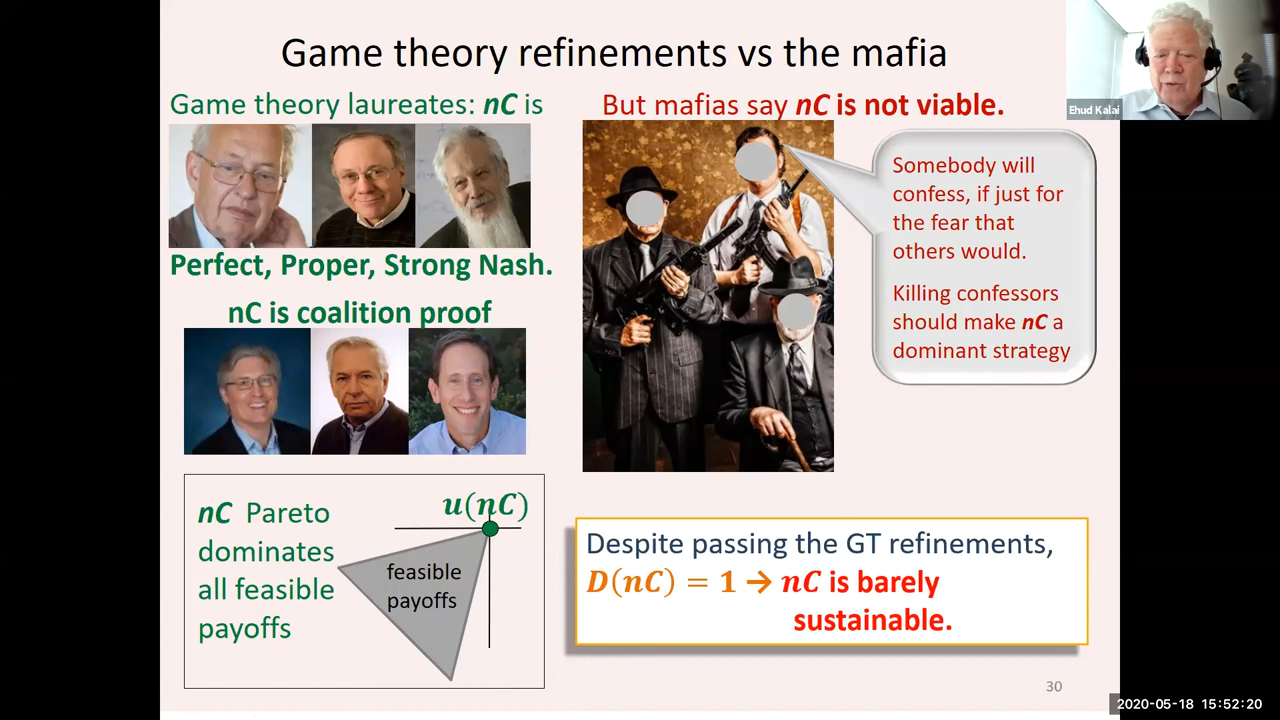 Game theory refinements vs the mafia
Game theory laureates: nC is
But mafias say nC is not viable.
Ehud Kalai
Somebody will
confess, if just for
the fear that
others would.
Killing confessors
should make nC a
dominant strategy
Perfect, Proper, Strong Nash.
nC is coalition proof
nC Pareto
dominates
all feasible
payoffs
u(nC)
feasible
payoffs
Despite passing the GT refinements,
D(nC) = 1 → nC is barely
sustainable.
30
2020-05-18 15:52:20